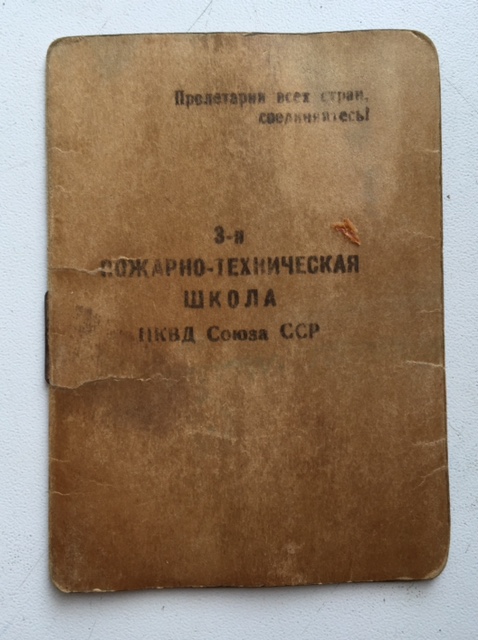 Пролетарии всех стран,
соединяйтесь!
3-я
ПОЖАРНО-ТЕХНИЧЕСКАЯ
ШКОЛА
НКВД Союза ССР